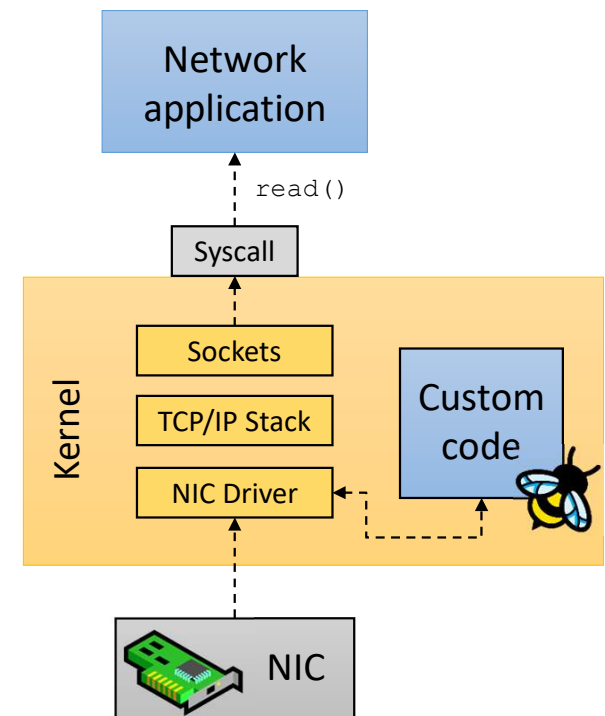 Network
application
read()
Syscall
Sockets
Kernel
TCP/IP Stack
Custom
code
NIC Driver
NIC